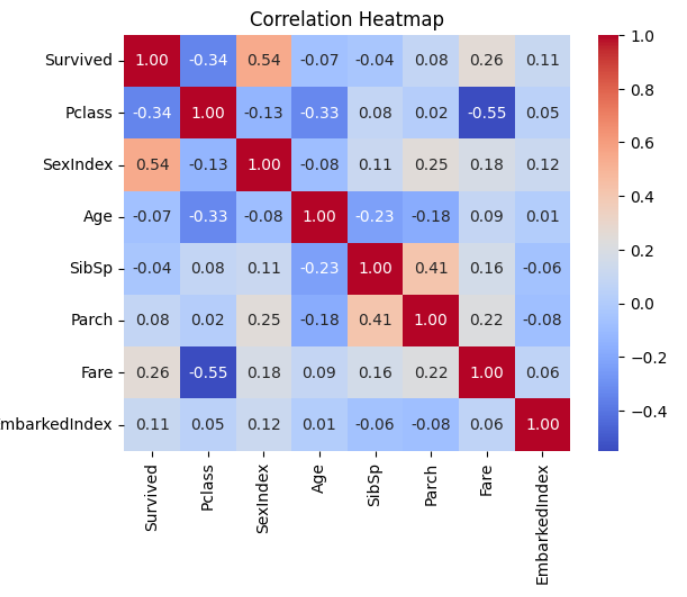 Correlation Heatmap
Survived 1.00 -0.34 0.54 -0.07 -0.04 0.08 0.26 0.11
Pclass -0.34 1.00 -0.13 -0.33 0.08 0.02 -0.55 0.05
SexIndex 0.54 -0.13 1.00 -0.08 0.11 0.25 0.18 0.12
Age -0.07 -0.33 -0.08 1.00 -0.23 -0.18 0.09 0.01
SibSp -0.04 0.08 0.11 -0.23 1.00 0.41 0.16 -0.06
Parch 0.08 0.02 0.25 -0.18 0.41 1.00 0.22 -0.08
Fare 0.26 -0.55 0.18 0.09 0.16 0.22 1.00 0.06
mbarkedIndex 0.11 0.05 0.12 0.01 -0.06 -0.08 0.06 1.00
Survived
Pclass
SexIndex
Age
SibSp
Parch
Fare
EmbarkedIndex
1.0
0.8
0.6
0.4
0.2
0.0
−0.2
−0.4